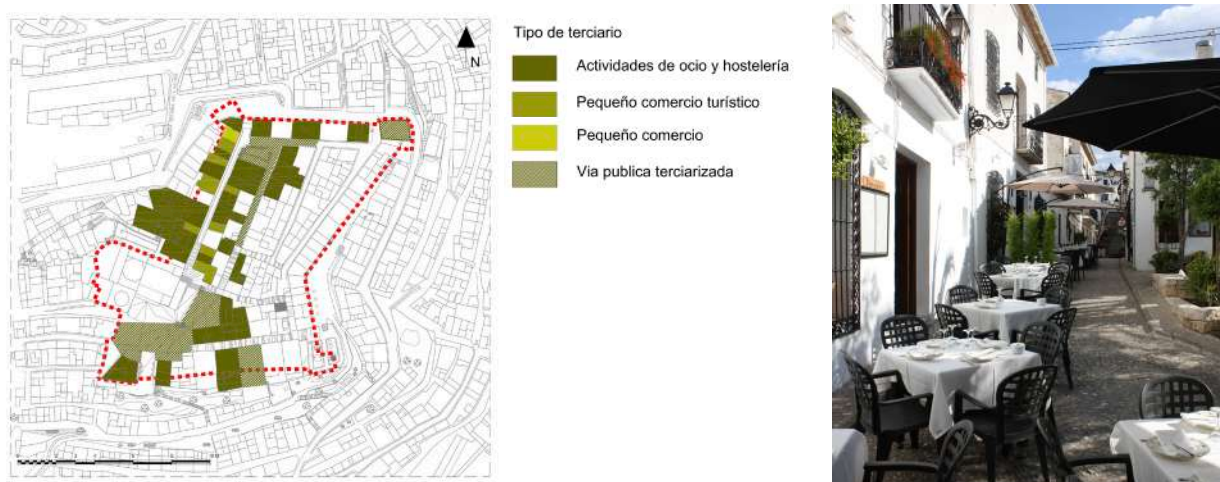 N
Tipo de terciario
Actividades de ocio y hostelería
Pequeño comercio turístico
Pequeño comercio
Via publica terciarizada